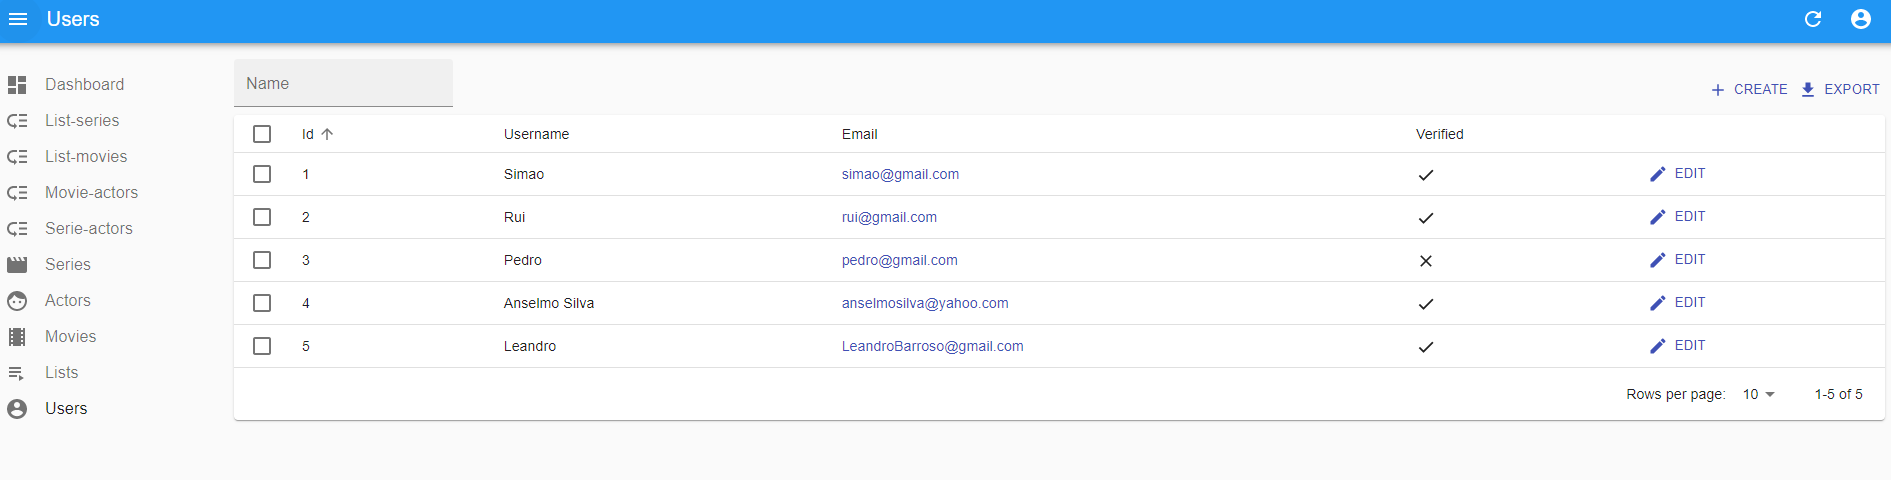 Users
Dashboard
List-series
List-movies
Movie-actors
Serie-actors
Series
Actors
Movies
Lists
Users
Name
CREATE EXPORT
Id Username Email Verified
1 Simao simao@gmail.com EDIT
2 Rui rui@gmail.com EDIT
3 Pedro pedro@gmail.com EDIT
4 Anselmo Silva anselmosilva@yahoo.com EDIT
5 Leandro LeandroBarroso@gmail.com EDIT
Rows per page: 10 1-5 of 5